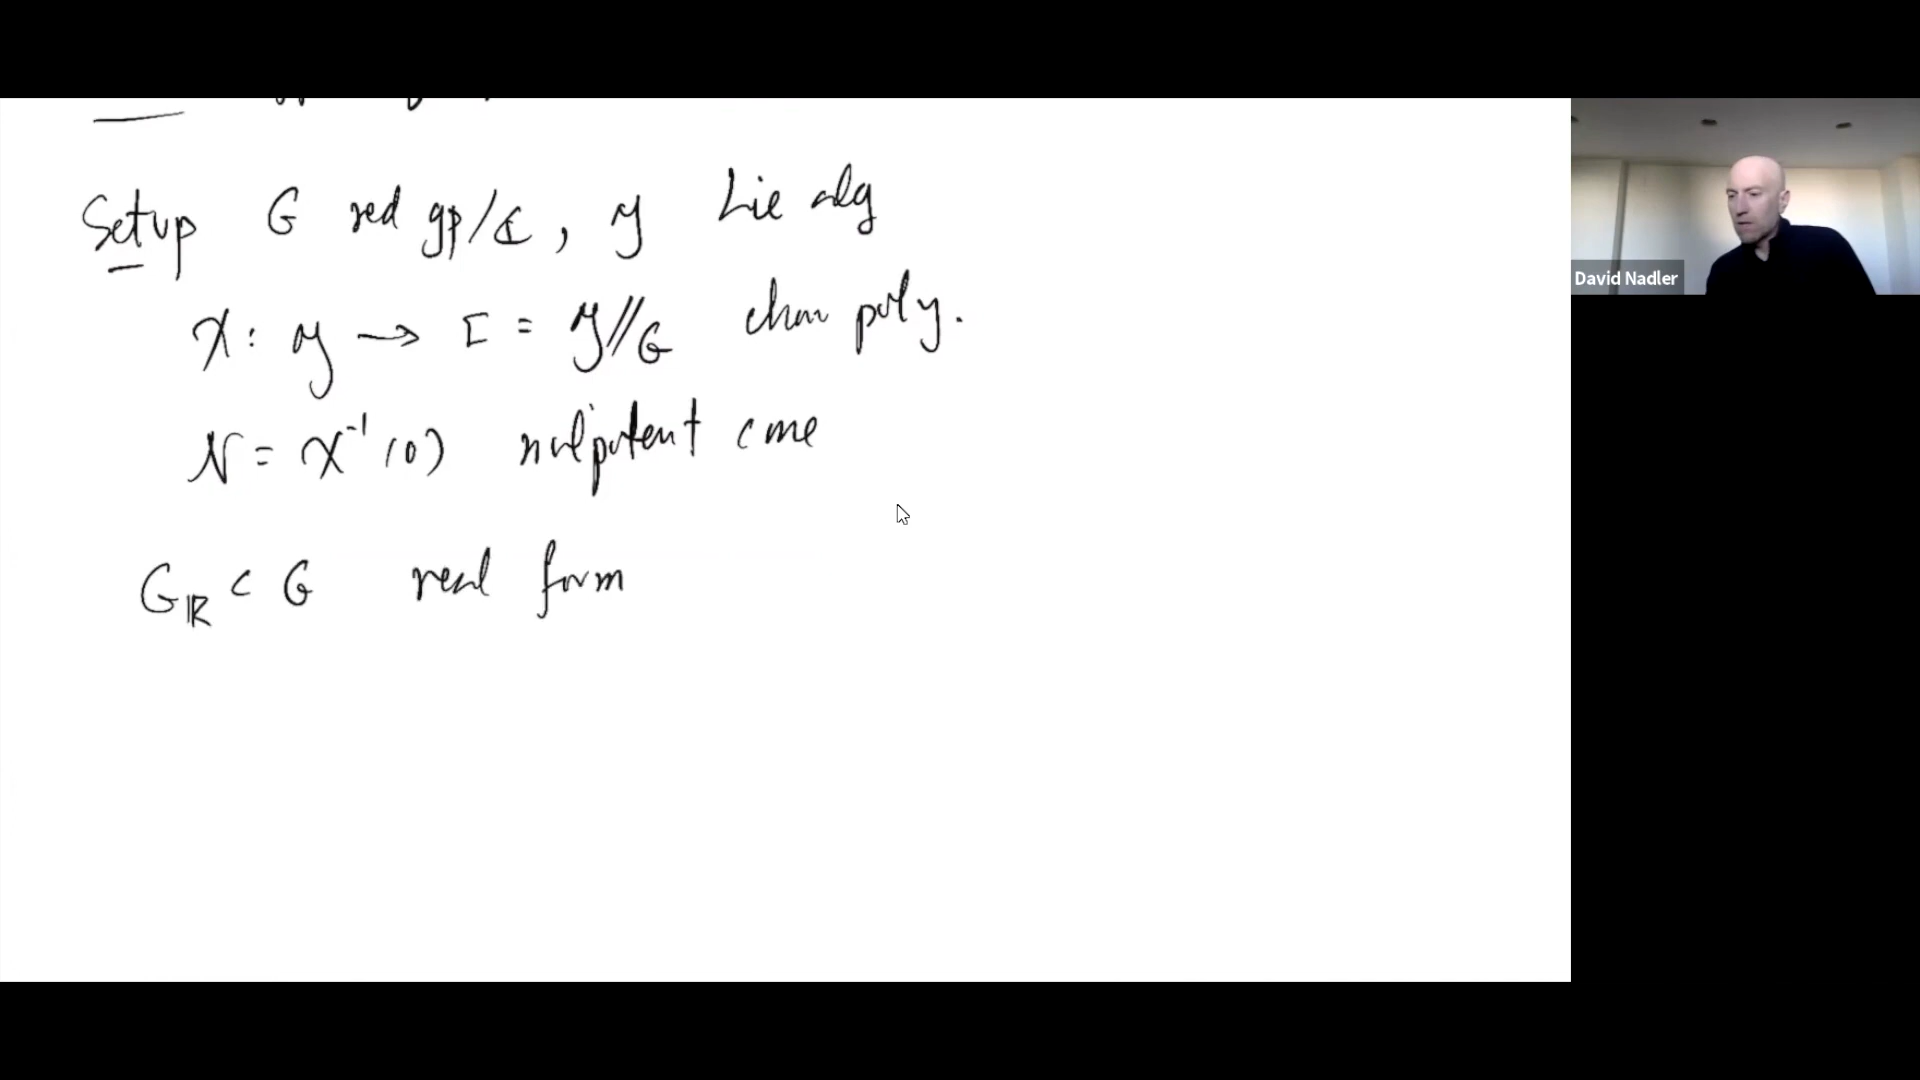 Setup G red gp/ℂ, 𝔤 Lie alg
χ: 𝔤 → 𝔠 = 𝔤//G char poly.
𝒩 = χ⁻¹(0) nilpotent cone
G_ℝ ⊂ G real form
David Nadler